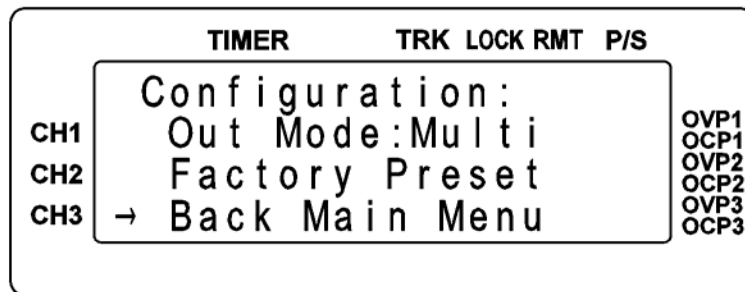 TIMER TRK LOCK RMT P/S
Configuration:
CH1 Out Mode:Multi OVP1
OCP1
CH2 Factory Preset OVP2
OCP2
CH3 → Back Main Menu OVP3
OCP3